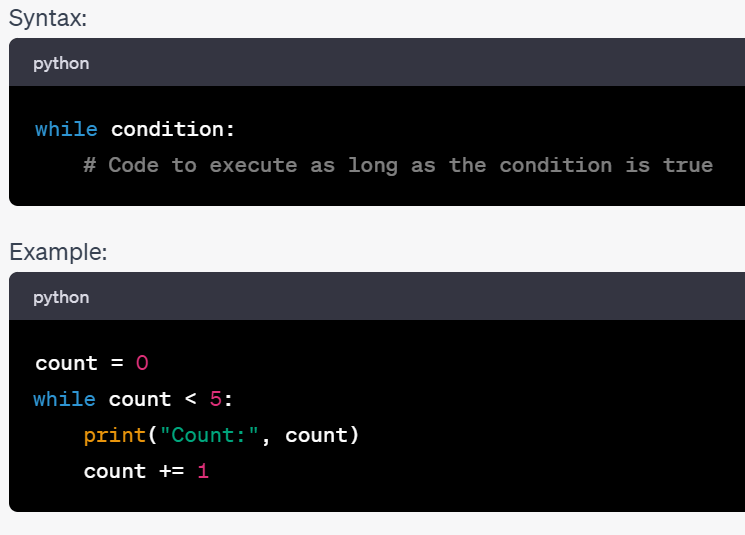 Syntax:
python
while condition:
    # Code to execute as long as the condition is true
Example:
python
count = 0
while count < 5:
    print("Count:", count)
    count += 1